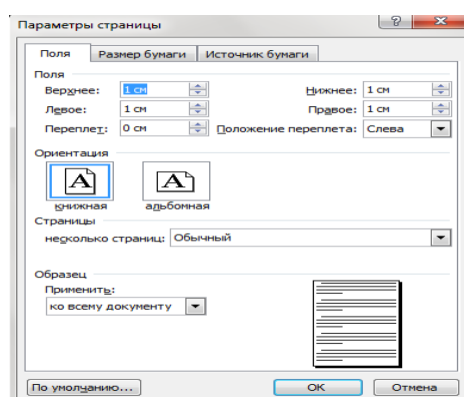 Параметры страницы
Поля Размер бумаги Источник бумаги
Поля
Верхнее: 1 см Нижнее: 1 см
Левое: 1 см Правое: 1 см
Переплет: 0 см Положение переплета: Слева
Ориентация
A A
книжная альбомная
Страницы
несколько страниц: Обычный
Образец
Применить:
ко всему документу
По умолчанию... ОК Отмена